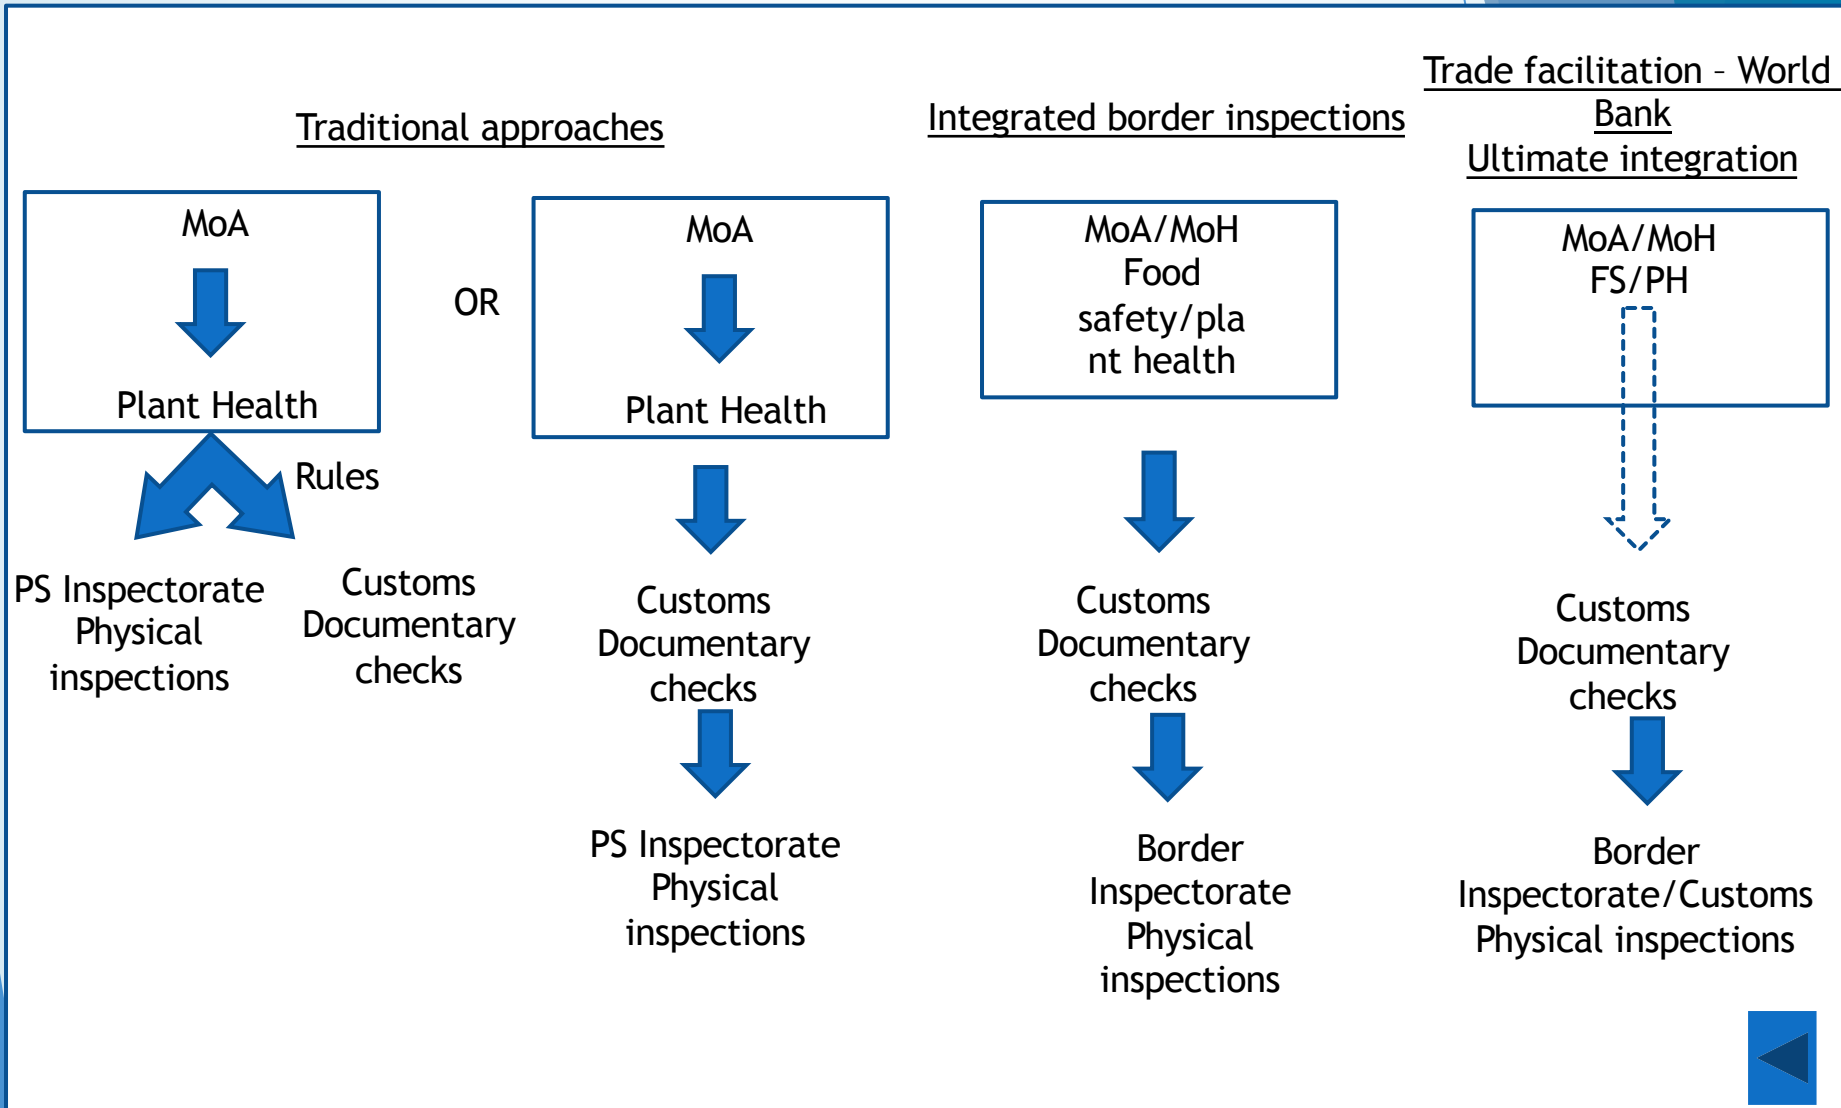 Traditional approaches
MoA
Plant Health
Rules
PS Inspectorate
Physical
inspections
Customs
Documentary
checks
OR
MoA
Plant Health
Customs
Documentary
checks
PS Inspectorate
Physical
inspections
Integrated border inspections
MoA/MoH
Food
safety/pla
nt health
Customs
Documentary
checks
Border
Inspectorate
Physical
inspections
Trade facilitation – World
Bank
Ultimate integration
MoA/MoH
FS/PH
Customs
Documentary
checks
Border
Inspectorate/Customs
Physical inspections